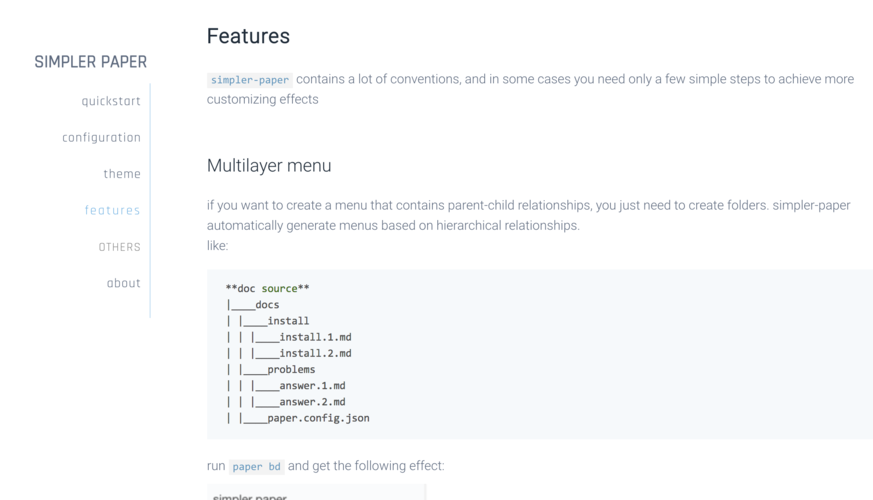 SIMPLER PAPER
quickstart
configuration
theme
features
OTHERS
about
Features
simpler-paper contains a lot of conventions, and in some cases you need only a few simple steps to achieve more
customizing effects
Multilayer menu
if you want to create a menu that contains parent-child relationships, you just need to create folders. simpler-paper
automatically generate menus based on hierarchical relationships.
like:
**doc source**
|____docs
| |____install
| | |____install.1.md
| | |____install.2.md
| |____problems
| | |____answer.1.md
| | |____answer.2.md
| |____paper.config.json
run paper bd and get the following effect:
simpler paper